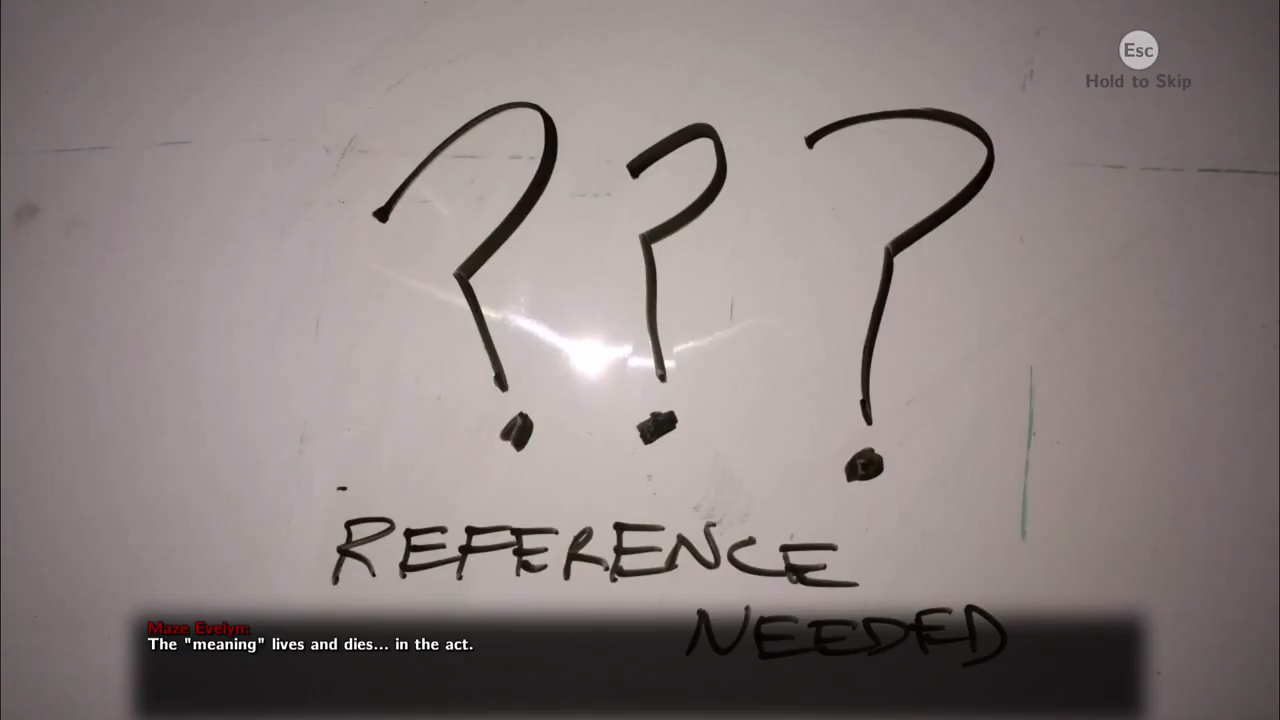 Esc
Hold to Skip
???
REFERENCE
NEEDED
Maze Evelyn:
The "meaning" lives and dies... in the act.